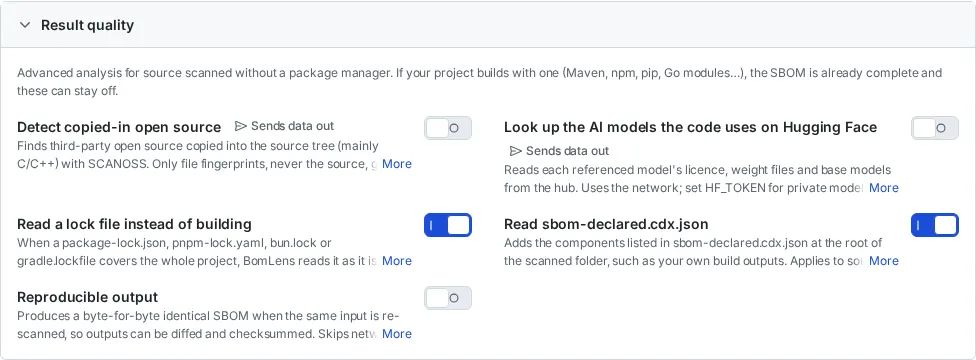 Result quality
Advanced analysis for source scanned without a package manager. If your project builds with one (Maven, npm, pip, Go modules...), the SBOM is already complete and
these can stay off.
Detect copied-in open source Sends data out
Finds third-party open source copied into the source tree (mainly
C/C++) with SCANOSS. Only file fingerprints, never the source, More
Look up the AI models the code uses on Hugging Face
Sends data out
Reads each referenced model's licence, weight files and base models
from the hub. Uses the network; set HF_TOKEN for private More
Read a lock file instead of building
When a package-lock.json, pnpm-lock.yaml, bun.lock or
gradle.lockfile covers the whole project, BomLens reads it as it is More
Read sbom-declared.cdx.json
Adds the components listed in sbom-declared.cdx.json at the root of
the scanned folder, such as your own build outputs. Applies to More
Reproducible output
Produces a byte-for-byte identical SBOM when the same input is re-
scanned, so outputs can be diffed and checksummed. Skips More